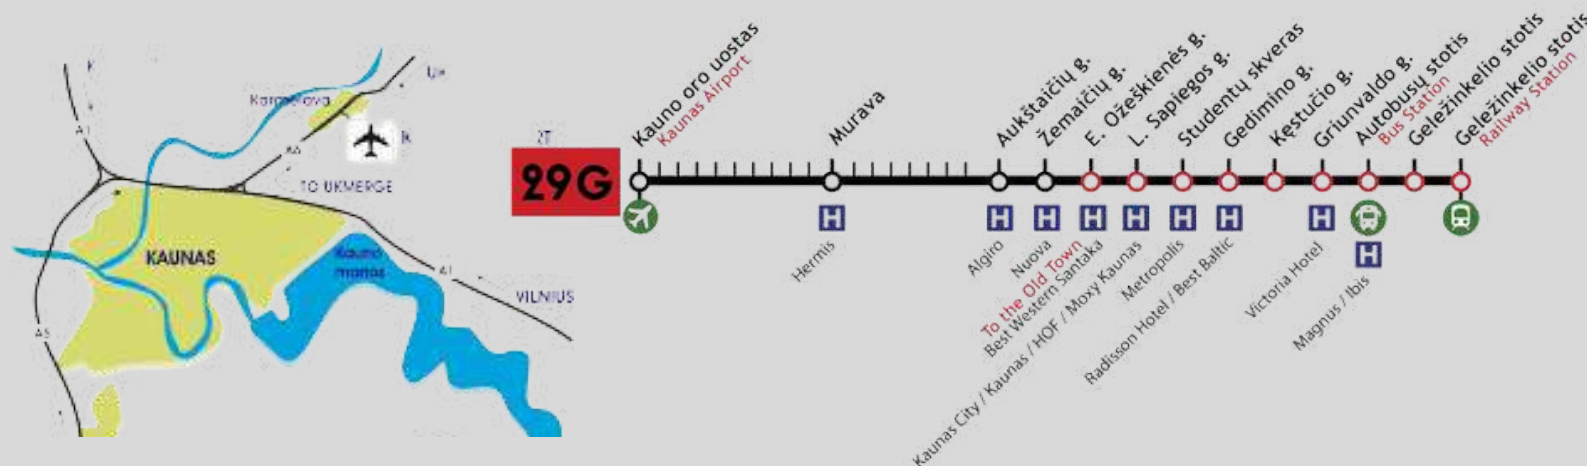 Karmėlava
A1
A6
TO UKMERGE
KAUNAS
Kauno
marios
A1
VILNIUS
A5
29G
Kauno oro uostas
Kaunas Airport
Murava
Aukštaičių g.
Žemaičių g.
E. Ožeškienės g.
L. Sapiegos g.
Studentų skveras
Gedimino g.
Kęstučio g.
Griunvaldo g.
Autobusų stotis
Bus Station
Geležinkelio stotis
Geležinkelio stotis
Railway Station
H
H
H
H
H
H
H
H
H
Hermis
Algiro
Nuova
To the Old Town
Best Western Santaka
Kaunas City / Kaunas / HOF / Moxy Kaunas
Metropolis
Radisson Hotel / Best Baltic
Victoria Hotel
Magnus / Ibis